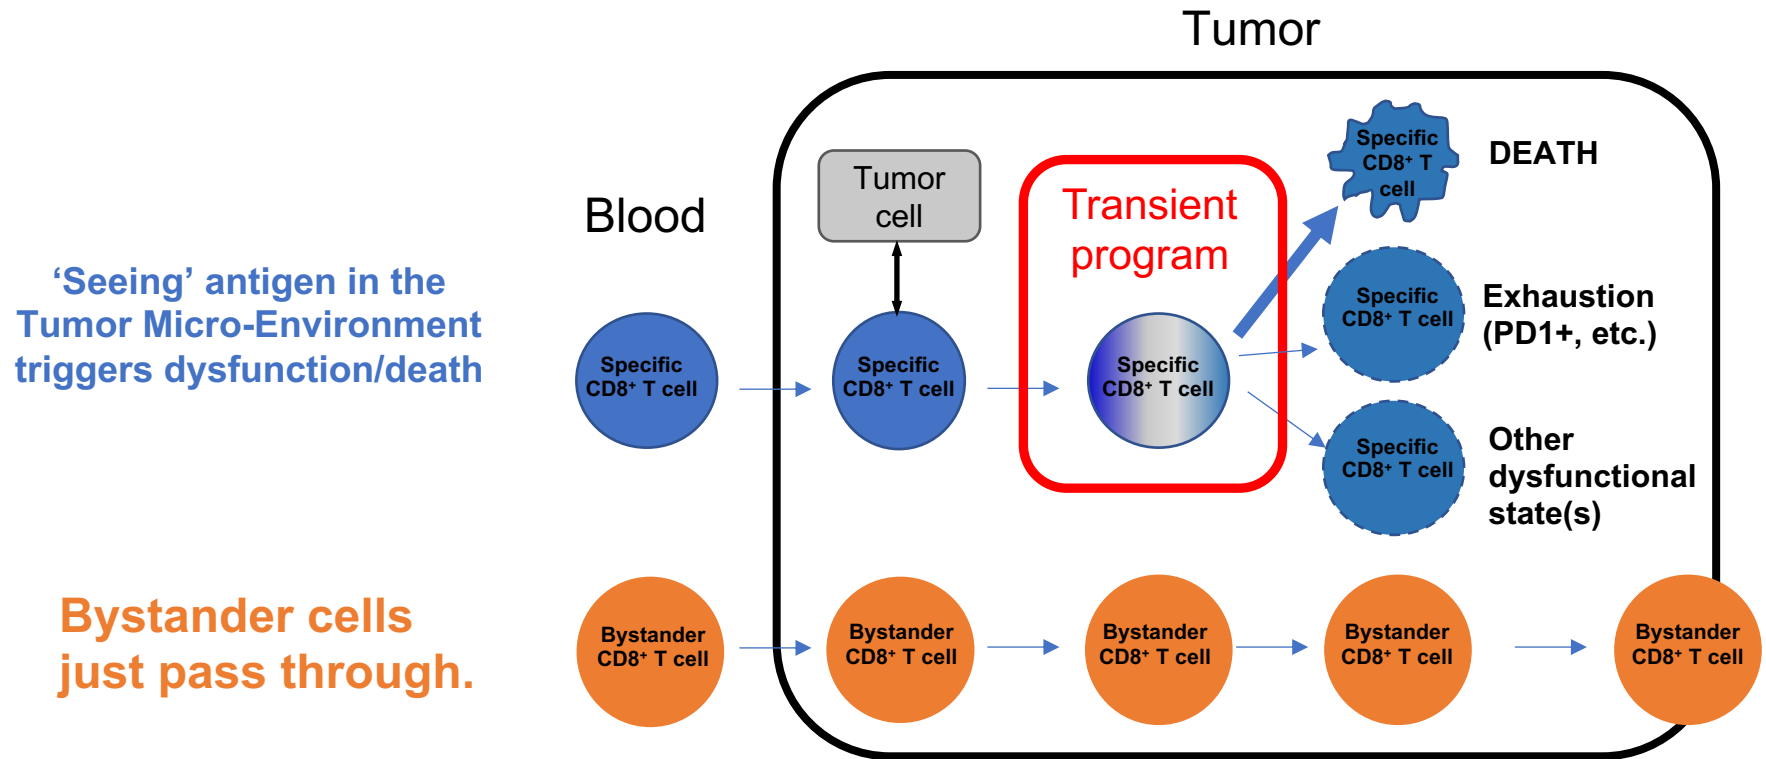 Tumor
Blood
Tumor
cell
Transient
program
‘Seeing’ antigen in the
Tumor Micro-Environment
triggers dysfunction/death
Specific
CD8⁺ T cell
Specific
CD8⁺ T cell
Specific
CD8⁺ T cell
Specific
CD8⁺ T
cell
DEATH
Specific
CD8⁺ T cell
Exhaustion
(PD1+, etc.)
Specific
CD8⁺ T cell
Other
dysfunctional
state(s)
Bystander cells
just pass through.
Bystander
CD8⁺ T cell
Bystander
CD8⁺ T cell
Bystander
CD8⁺ T cell
Bystander
CD8⁺ T cell
Bystander
CD8⁺ T cell